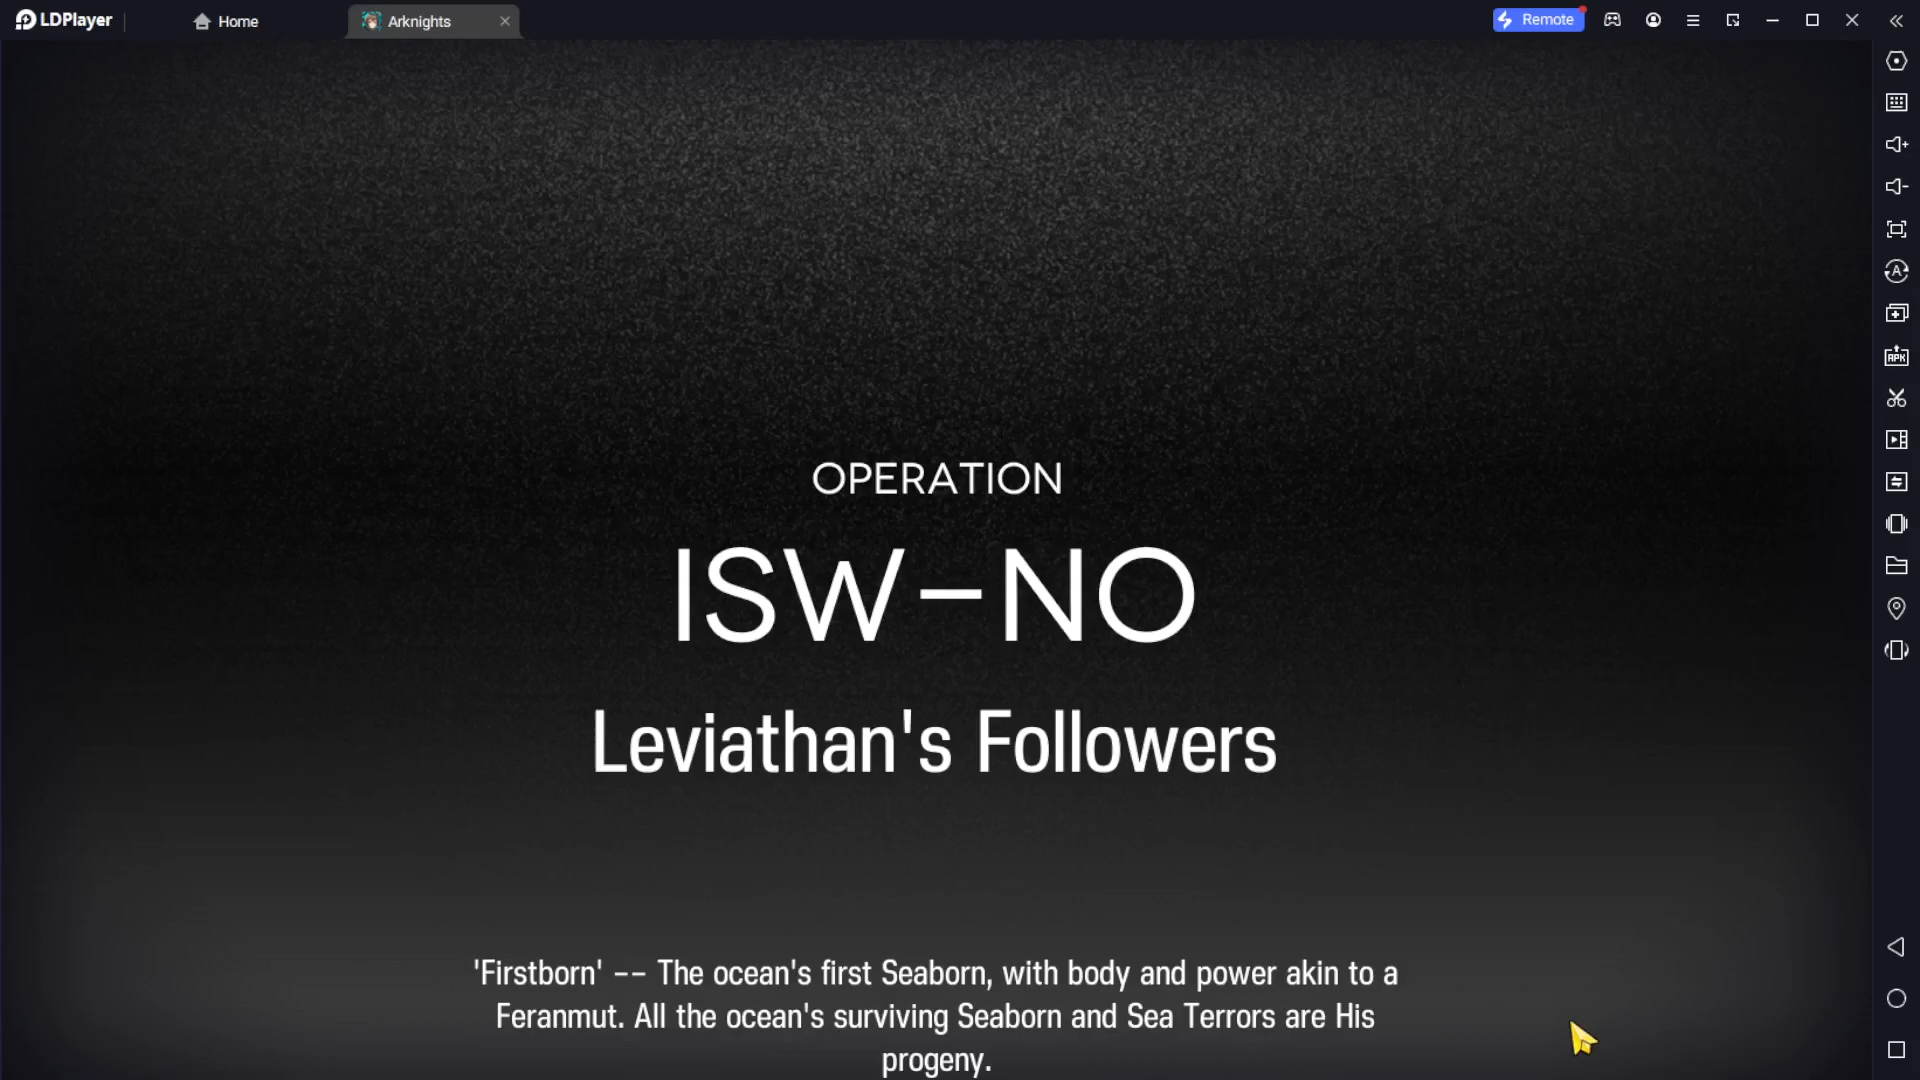 LDPlayer
Home
Arknights
Remote
OPERATION
ISW-NO
Leviathan's Followers
'Firstborn' -- The ocean's first Seaborn, with body and power akin to a
Feranmut. All the ocean's surviving Seaborn and Sea Terrors are His
progeny.
A
APK